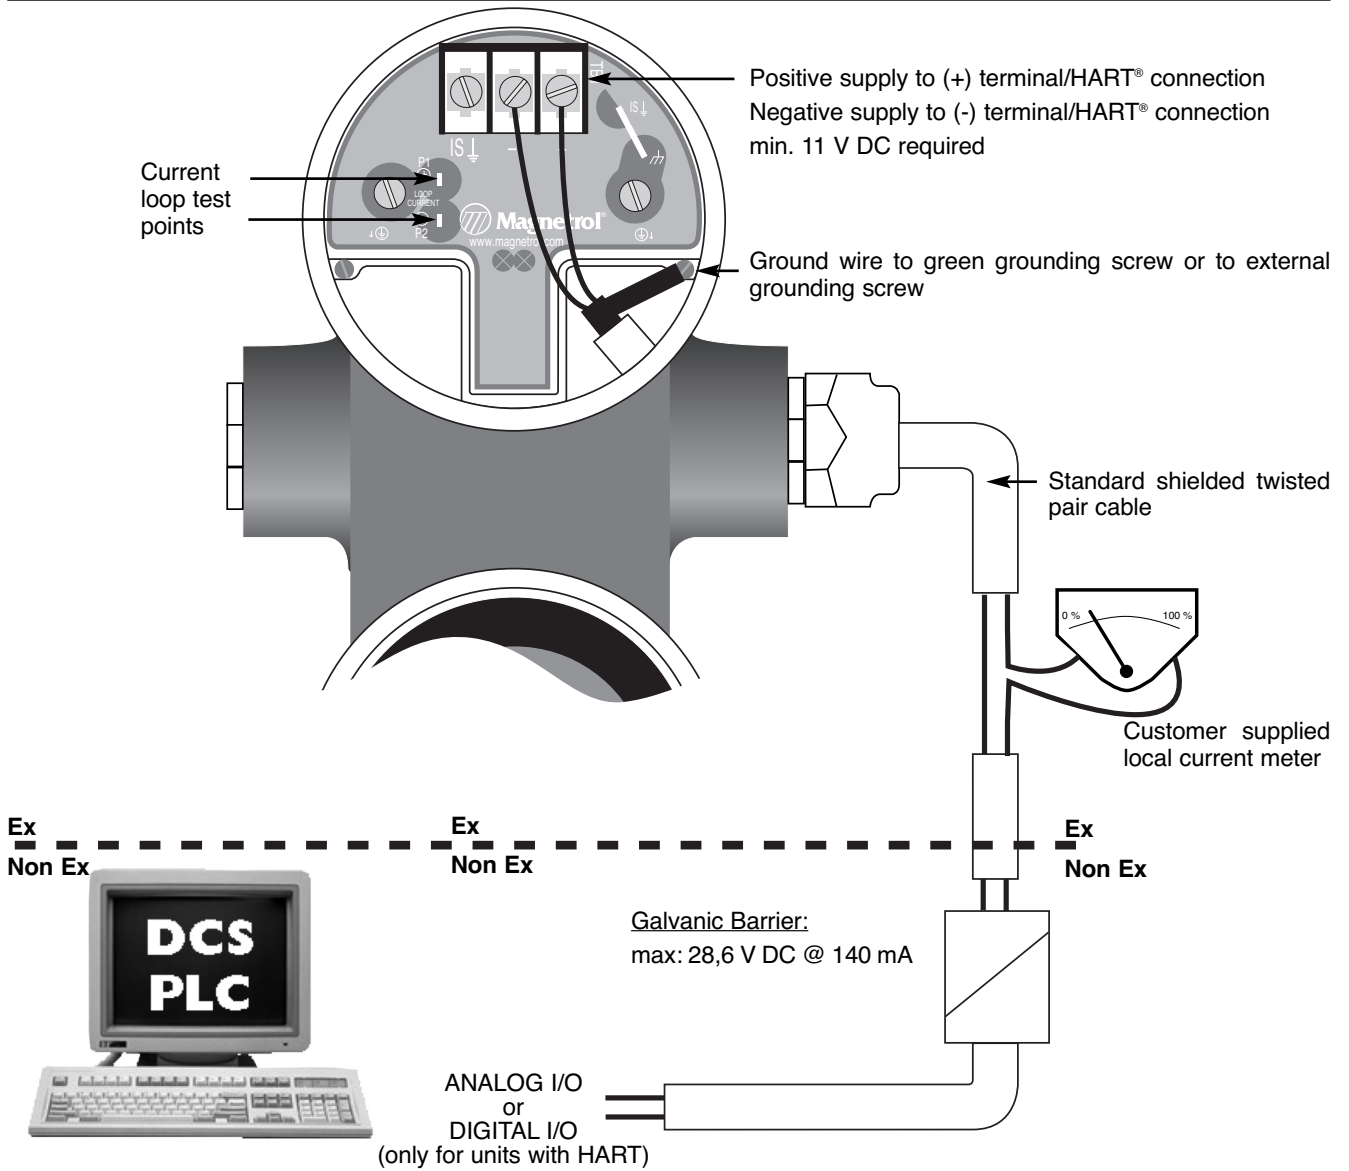 Positive supply to (+) terminal/HART® connection
Negative supply to (-) terminal/HART® connection
min. 11 V DC required
IS
IS
–
Current
loop test
points
P1
LOOP
CURRENT
P2
Magnetrol®
www.magnetrol.com
Ground wire to green grounding screw or to external
grounding screw
Standard shielded twisted
pair cable
0 %
100 %
Customer supplied
local current meter
Ex
Ex
Ex
Non Ex
Non Ex
Non Ex
DCS
PLC
Galvanic Barrier:
max: 28,6 V DC @ 140 mA
ANALOG I/O
or
DIGITAL I/O
(only for units with HART)